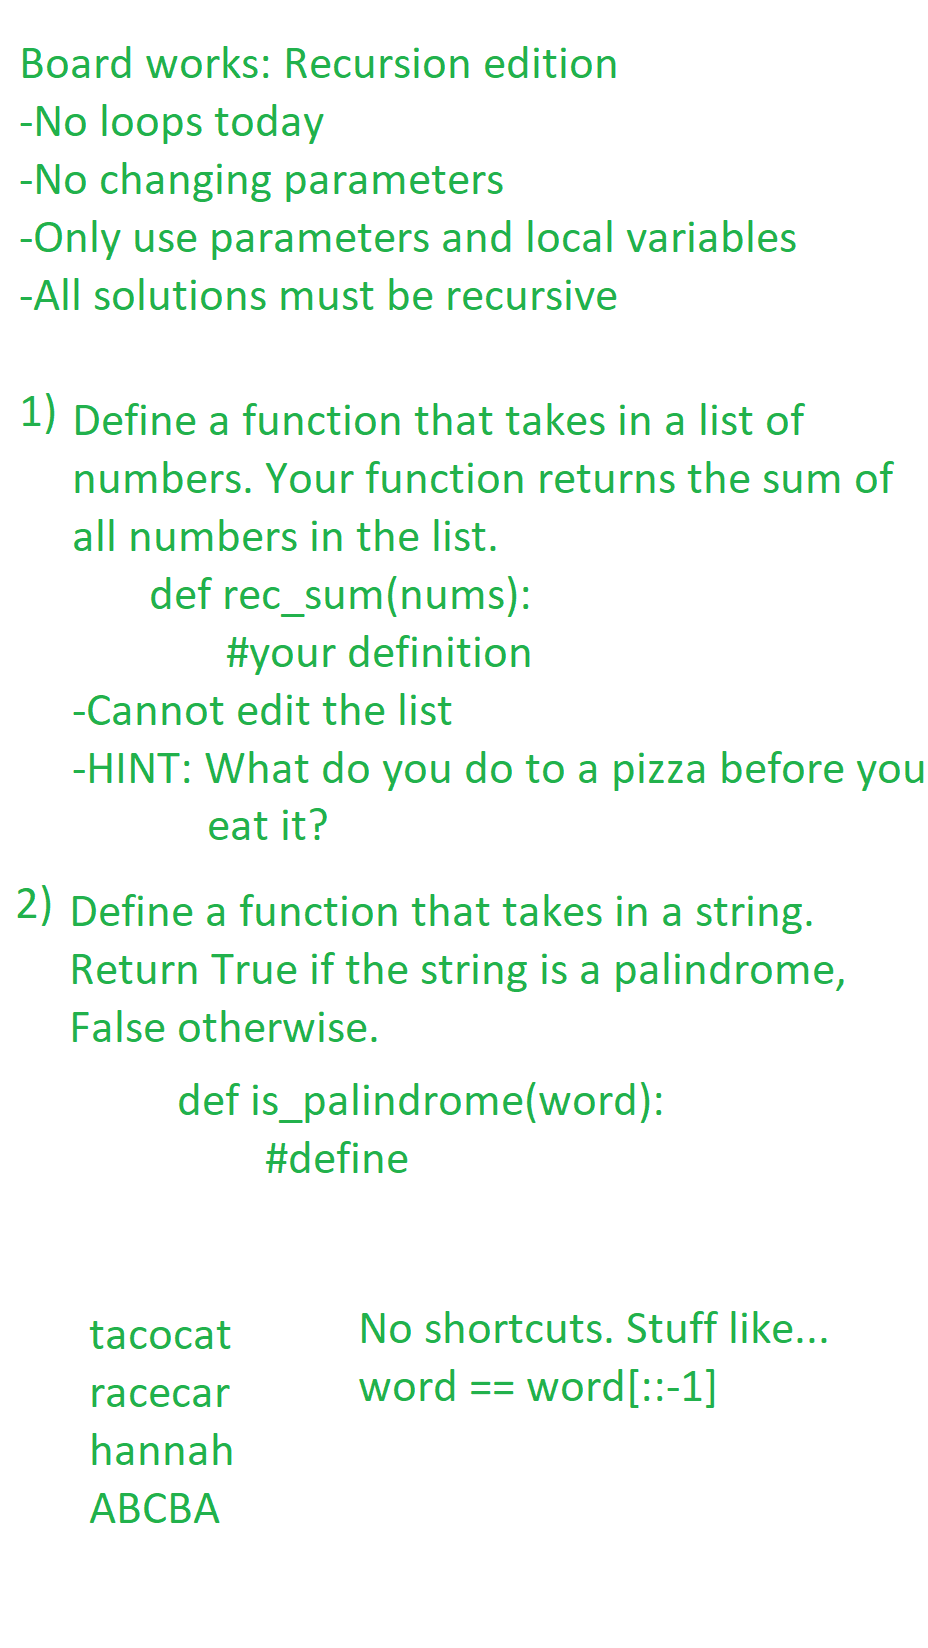 Board works: Recursion edition
-No loops today
-No changing parameters
-Only use parameters and local variables
-All solutions must be recursive
1) Define a function that takes in a list of
numbers. Your function returns the sum of
all numbers in the list.
def rec_sum(nums):
#your definition
-Cannot edit the list
-HINT: What do you do to a pizza before you
eat it?
2) Define a function that takes in a string.
Return True if the string is a palindrome,
False otherwise.
def is_palindrome(word):
#define
tacocat
racecar
hannah
ABCBA
No shortcuts. Stuff like...
word == word[::-1]